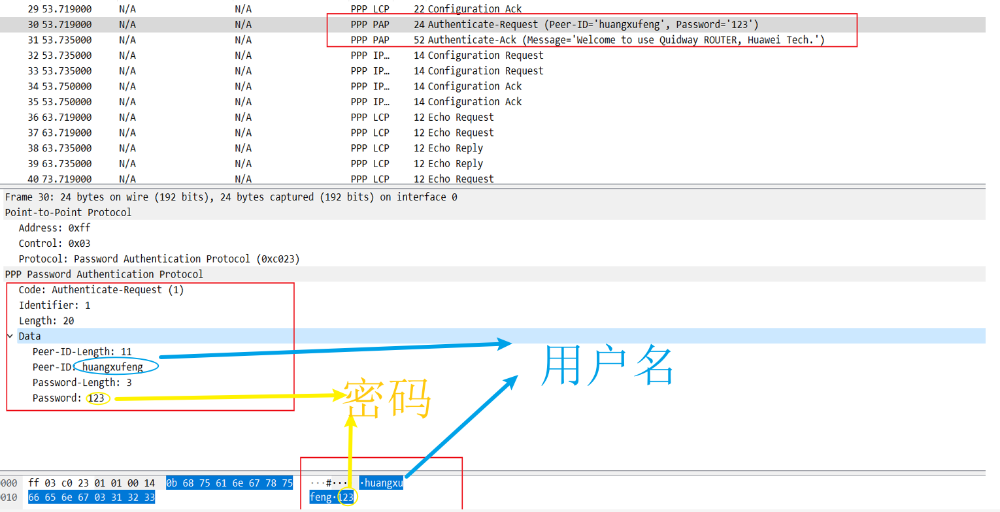 29 53.719000 N/A N/A PPP LCP 22 Configuration Ack
30 53.719000 N/A N/A PPP PAP 24 Authenticate-Request (Peer-ID='huangxufeng', Password='123')
31 53.735000 N/A N/A PPP PAP 52 Authenticate-Ack (Message='Welcome to use Quidway ROUTER, Huawei Tech.')
32 53.735000 N/A N/A PPP IP… 14 Configuration Request
33 53.735000 N/A N/A PPP IP… 14 Configuration Request
34 53.750000 N/A N/A PPP IP… 14 Configuration Ack
35 53.750000 N/A N/A PPP IP… 14 Configuration Ack
36 63.719000 N/A N/A PPP LCP 12 Echo Request
37 63.719000 N/A N/A PPP LCP 12 Echo Request
38 63.735000 N/A N/A PPP LCP 12 Echo Reply
39 63.735000 N/A N/A PPP LCP 12 Echo Reply
40 73.719000 N/A N/A PPP LCP 12 Echo Request
Frame 30: 24 bytes on wire (192 bits), 24 bytes captured (192 bits) on interface 0
Point-to-Point Protocol
Address: 0xff
Control: 0x03
Protocol: Password Authentication Protocol (0xc023)
PPP Password Authentication Protocol
Code: Authenticate-Request (1)
Identifier: 1
Length: 20
Data
Peer-ID-Length: 11
Peer-ID: huangxufeng
Password-Length: 3
Password: 123
用户名
密码
0000 ff 03 c0 23 01 01 00 14 0b 68 75 61 6e 67 78 75 ···#···· ·huangxu
0010 66 65 6e 67 03 31 32 33 feng·123